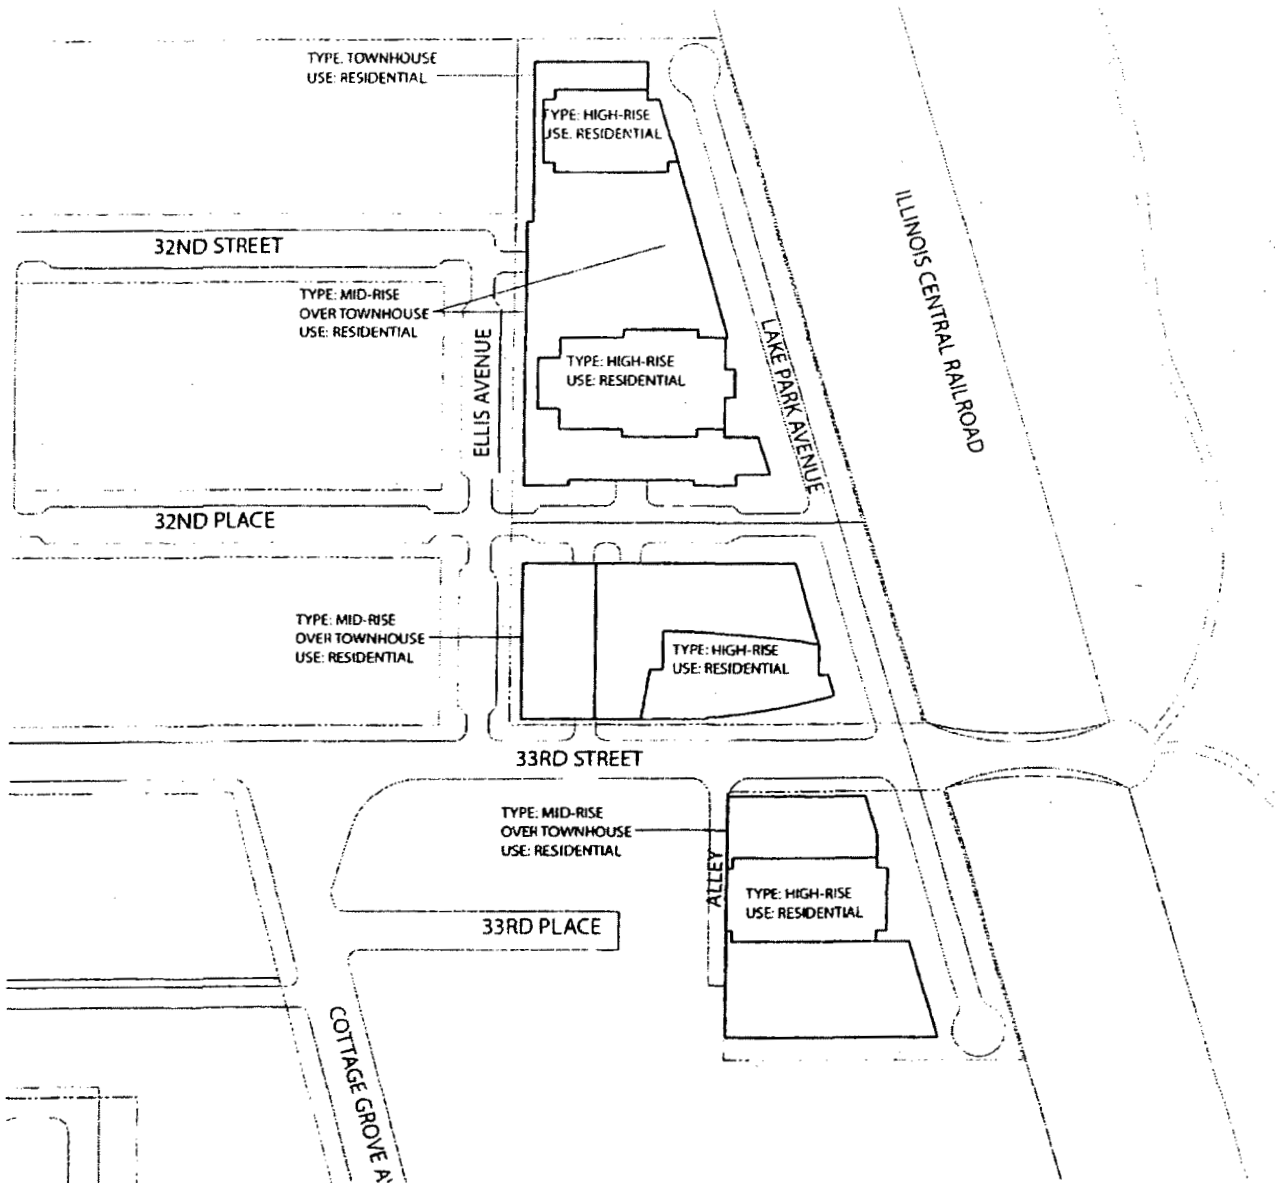 TYPE. TOWNHOUSE
USE: RESIDENTIAL
TYPE: HIGH-RISE
USE. RESIDENTIAL
ILLINOIS CENTRAL RAILROAD
32ND STREET
TYPE: MID-RISE
OVER TOWNHOUSE
USE: RESIDENTIAL
ELLIS AVENUE
TYPE: HIGH-RISE
USE: RESIDENTIAL
LAKE PARK AVENUE
32ND PLACE
TYPE: MID-RISE
OVER TOWNHOUSE
USE: RESIDENTIAL
TYPE: HIGH-RISE
USE: RESIDENTIAL
33RD STREET
TYPE: MID-RISE
OVER TOWNHOUSE
USE: RESIDENTIAL
ALLEY
TYPE: HIGH-RISE
USE: RESIDENTIAL
33RD PLACE
COTTAGE GROVE AV